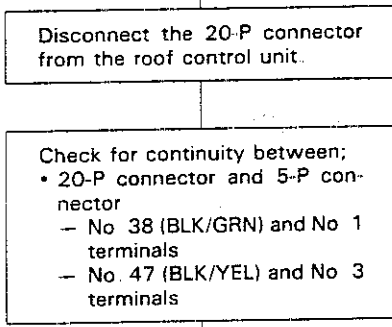 Disconnect the 20-P connector
from the roof control unit.
Check for continuity between;
• 20-P connector and 5-P con-
nector
— No 38 (BLK/GRN) and No 1
terminals
— No. 47 (BLK/YEL) and No 3
terminals